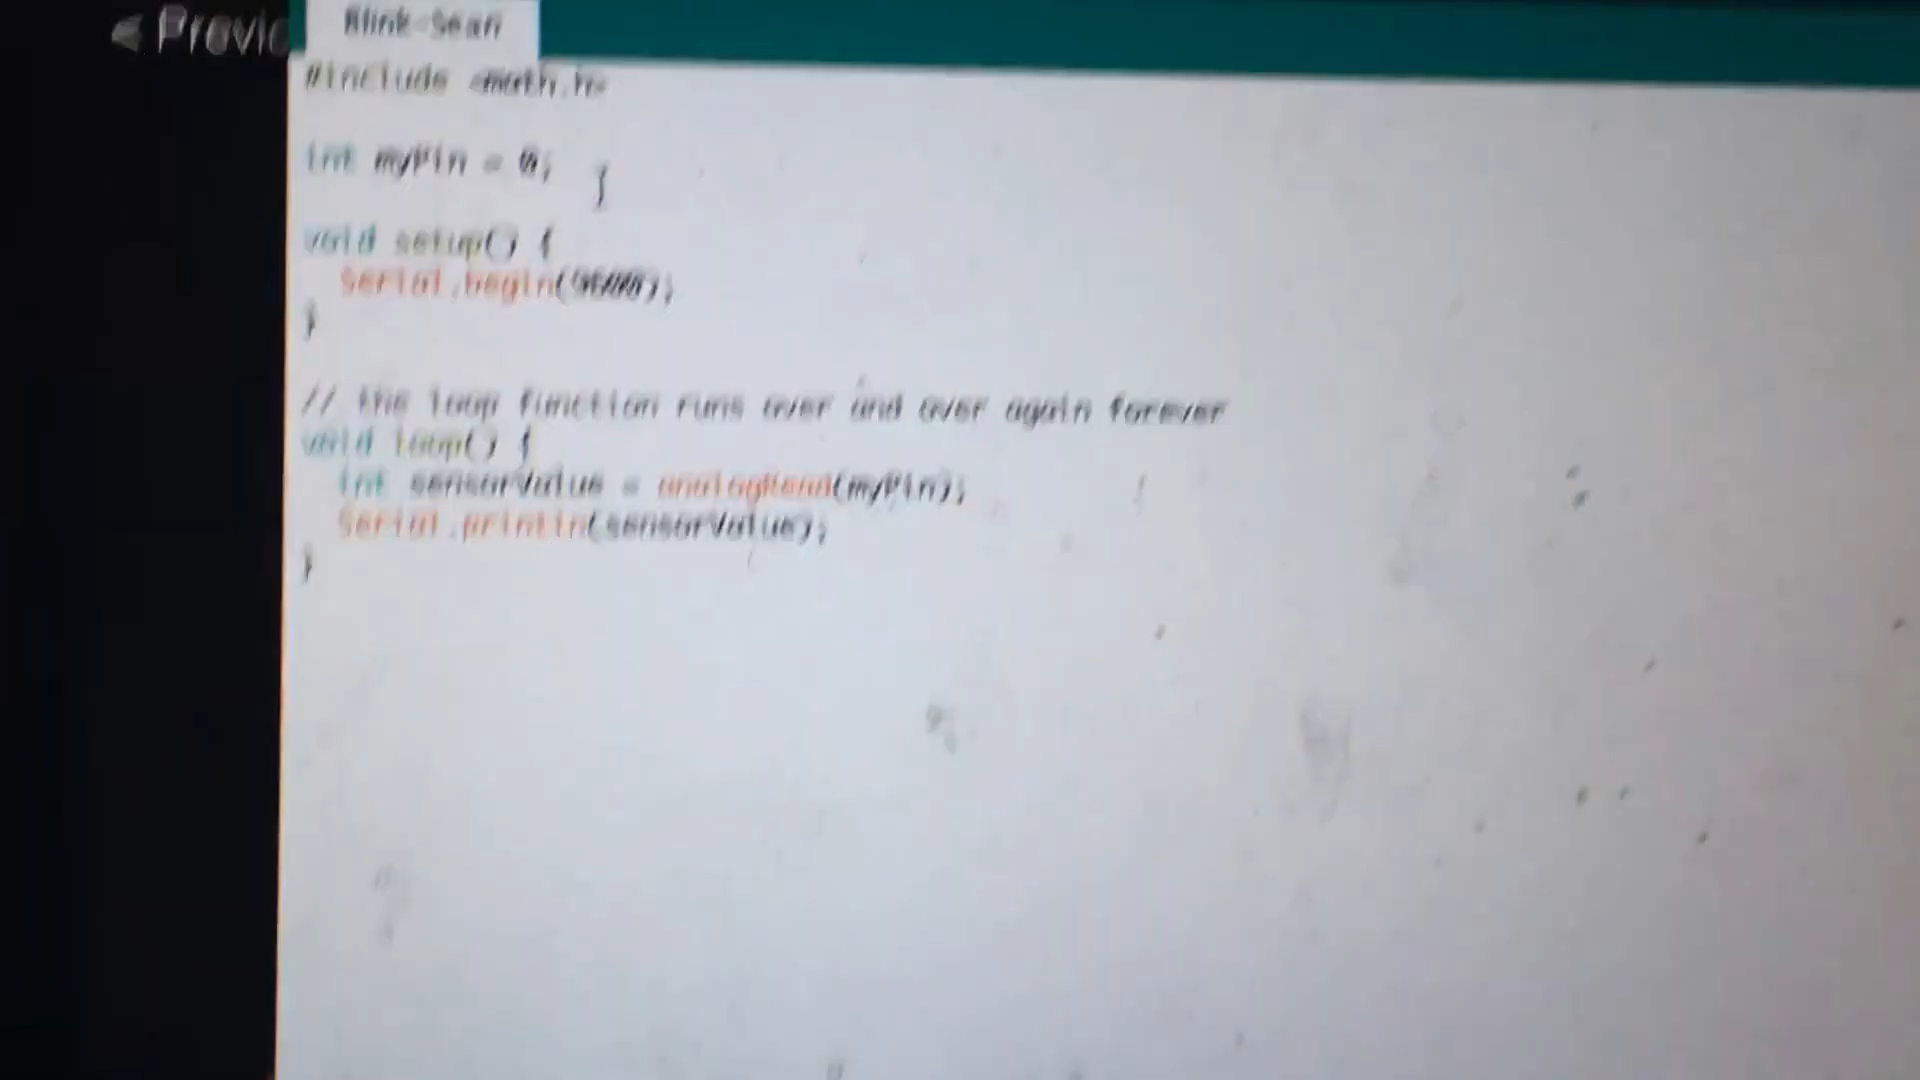 Blink-Sean
#include <math.h>
int myPin = 0;
void setup() {
Serial.begin(9600);
}
// the loop function runs over and over again forever
void loop() {
int sensorValue = analogRead(myPin);
Serial.println(sensorValue);
}